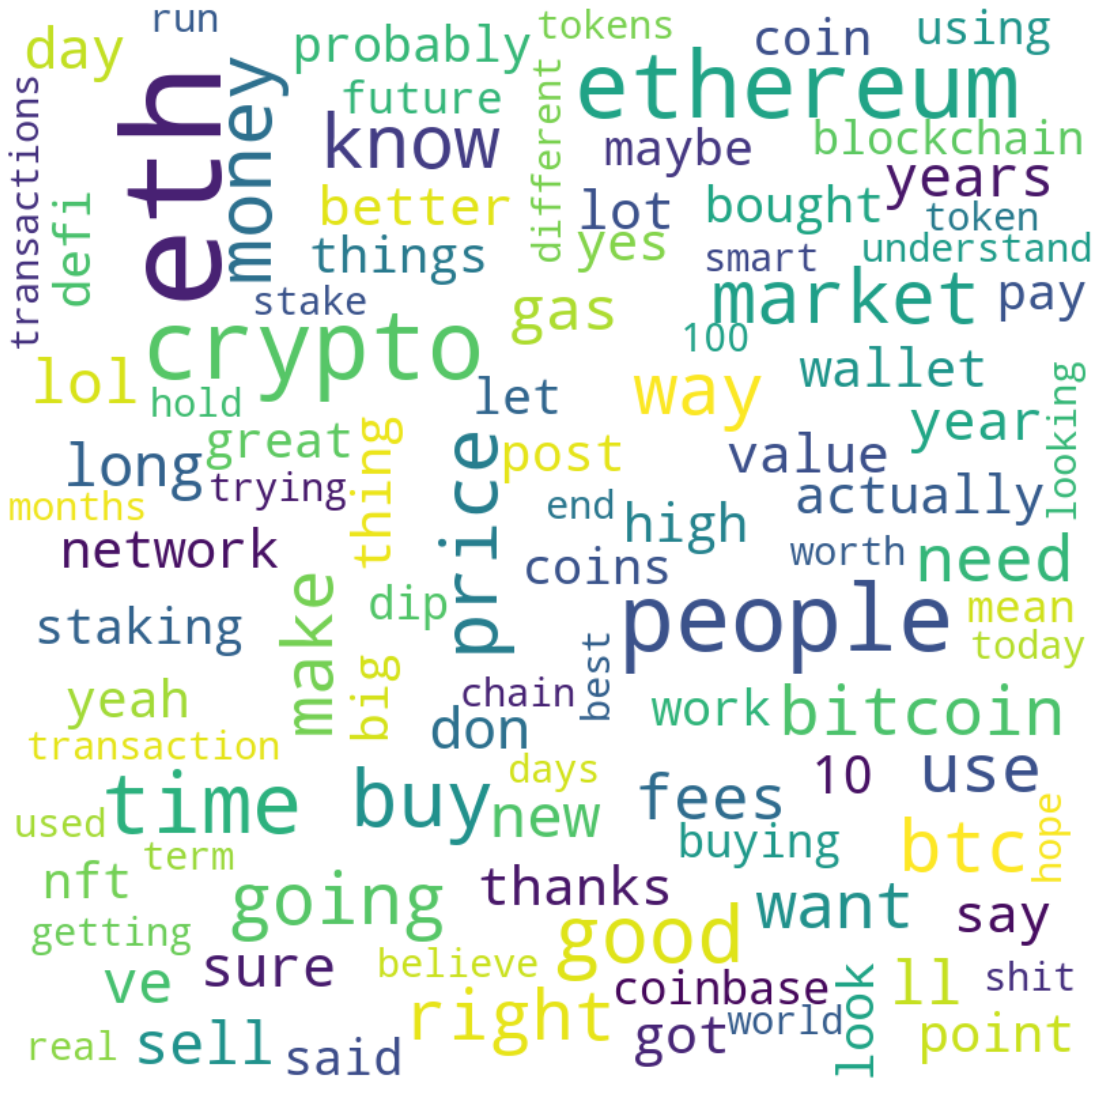 run
tokens
coin
using
day
probably
ethereum
eth
money
future
different
transactions
know
maybe
blockchain
years
better
lot
bought
token
defi
things
yes
smart
understand
stake
gas
market
pay
crypto
100
lol
hold
let
way
wallet
year
looking
great
thing
price
post
value
long
trying
actually
months
end
high
network
coins
worth
need
make
dip
people
mean
staking
best
today
yeah
big
chain
don
work
bitcoin
transaction
time
buy
days
fees
10
use
used
new
buying
btc
hope
term
nft
going
thanks
want
say
getting
good
ve
sure
believe
coinbase
look
ll
shit
right
real
sell
said
got
world
point